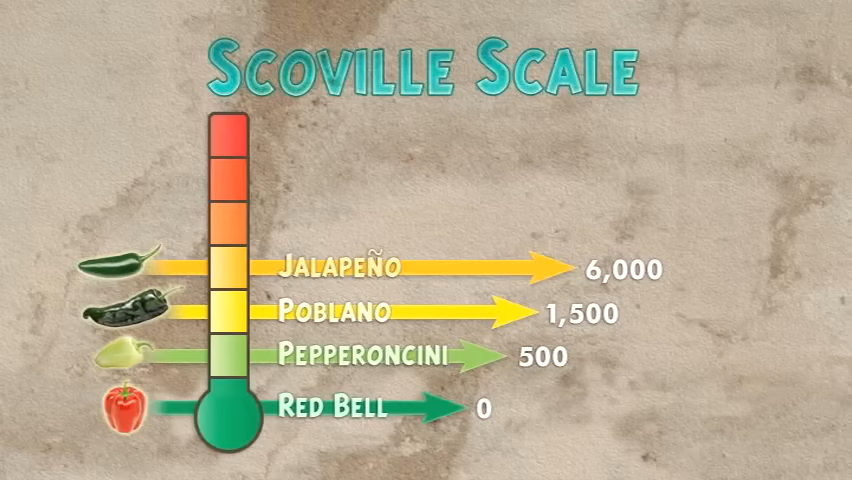 SCOVILLE SCALE
JALAPEÑO 6,000
POBLANO 1,500
PEPPERONCINI 500
RED BELL 0